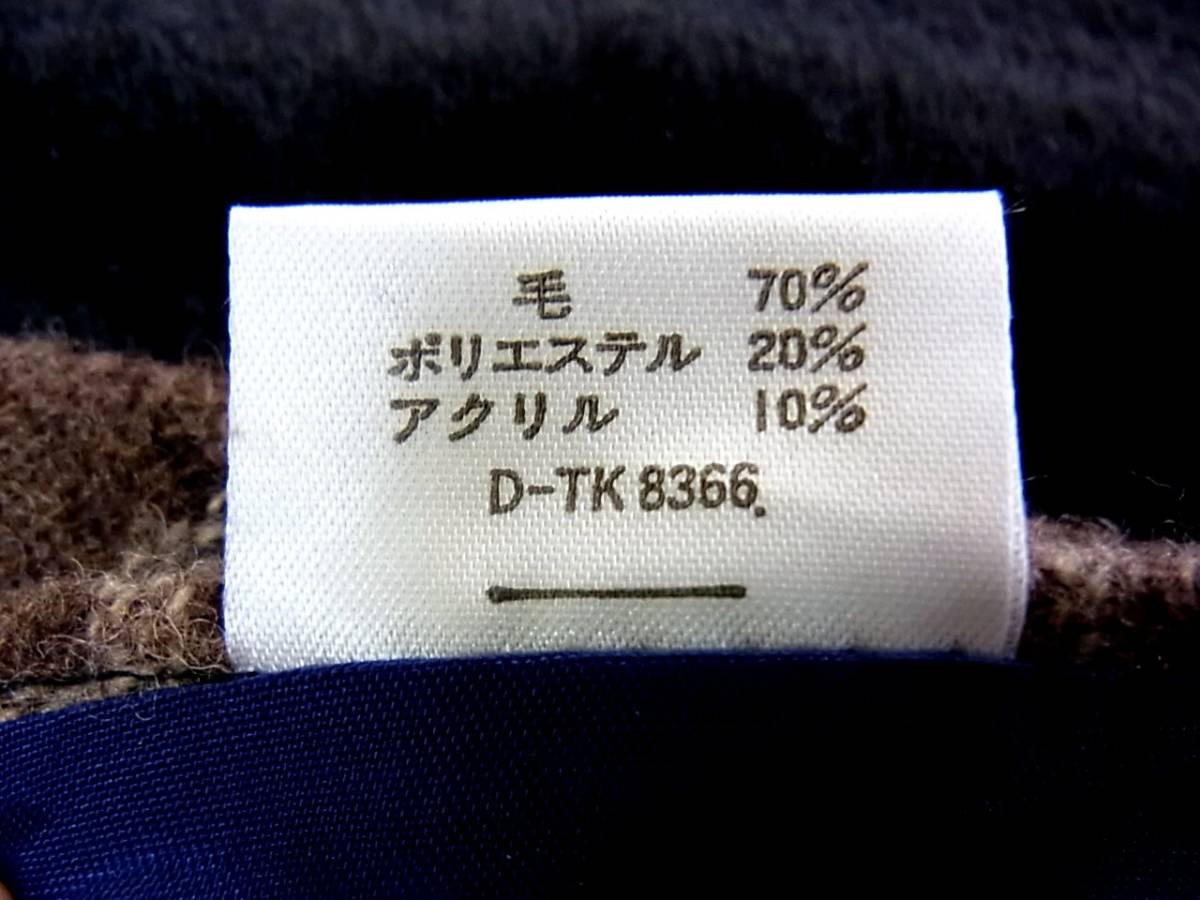 毛 70%
ポリエステル 20%
アクリル 10%
D-TK 8366.